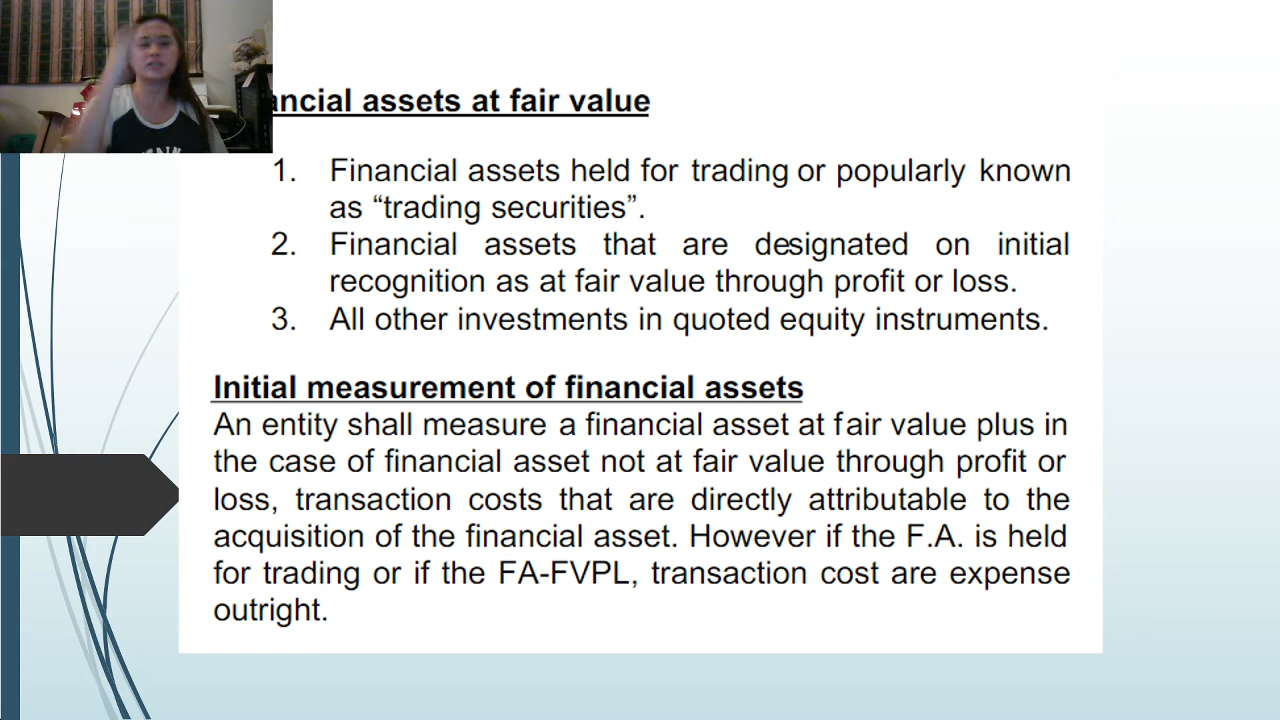 ancial assets at fair value
1. Financial assets held for trading or popularly known
as “trading securities”.
2. Financial assets that are designated on initial
recognition as at fair value through profit or loss.
3. All other investments in quoted equity instruments.
Initial measurement of financial assets
An entity shall measure a financial asset at fair value plus in
the case of financial asset not at fair value through profit or
loss, transaction costs that are directly attributable to the
acquisition of the financial asset. However if the F.A. is held
for trading or if the FA-FVPL, transaction cost are expense
outright.